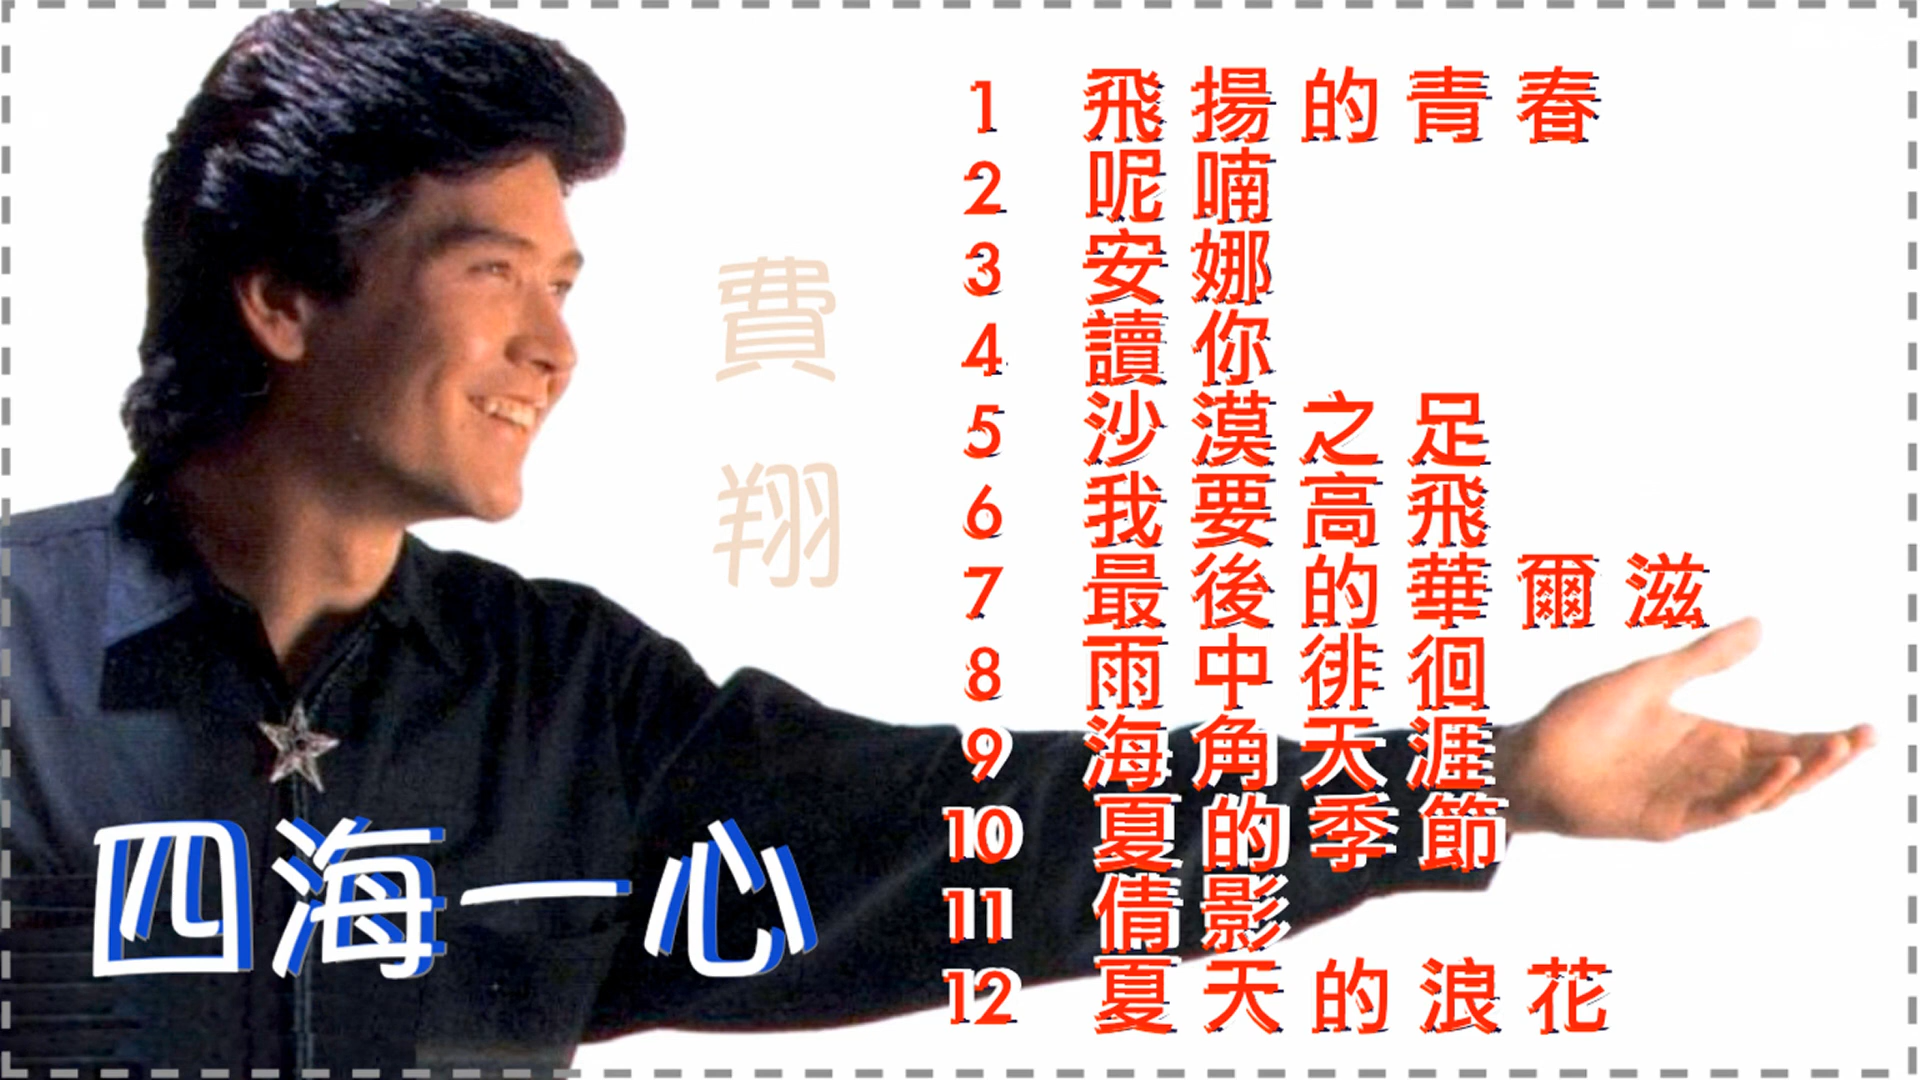 費翔
四海一心
1 飛揚的青春
2 呢喃
3 安娜
4 讀你
5 沙漠之足
6 我要高飛
7 最後的華爾滋
8 雨中徘徊
9 海角天涯
10 夏的季節
11 倩影
12 夏天的浪花